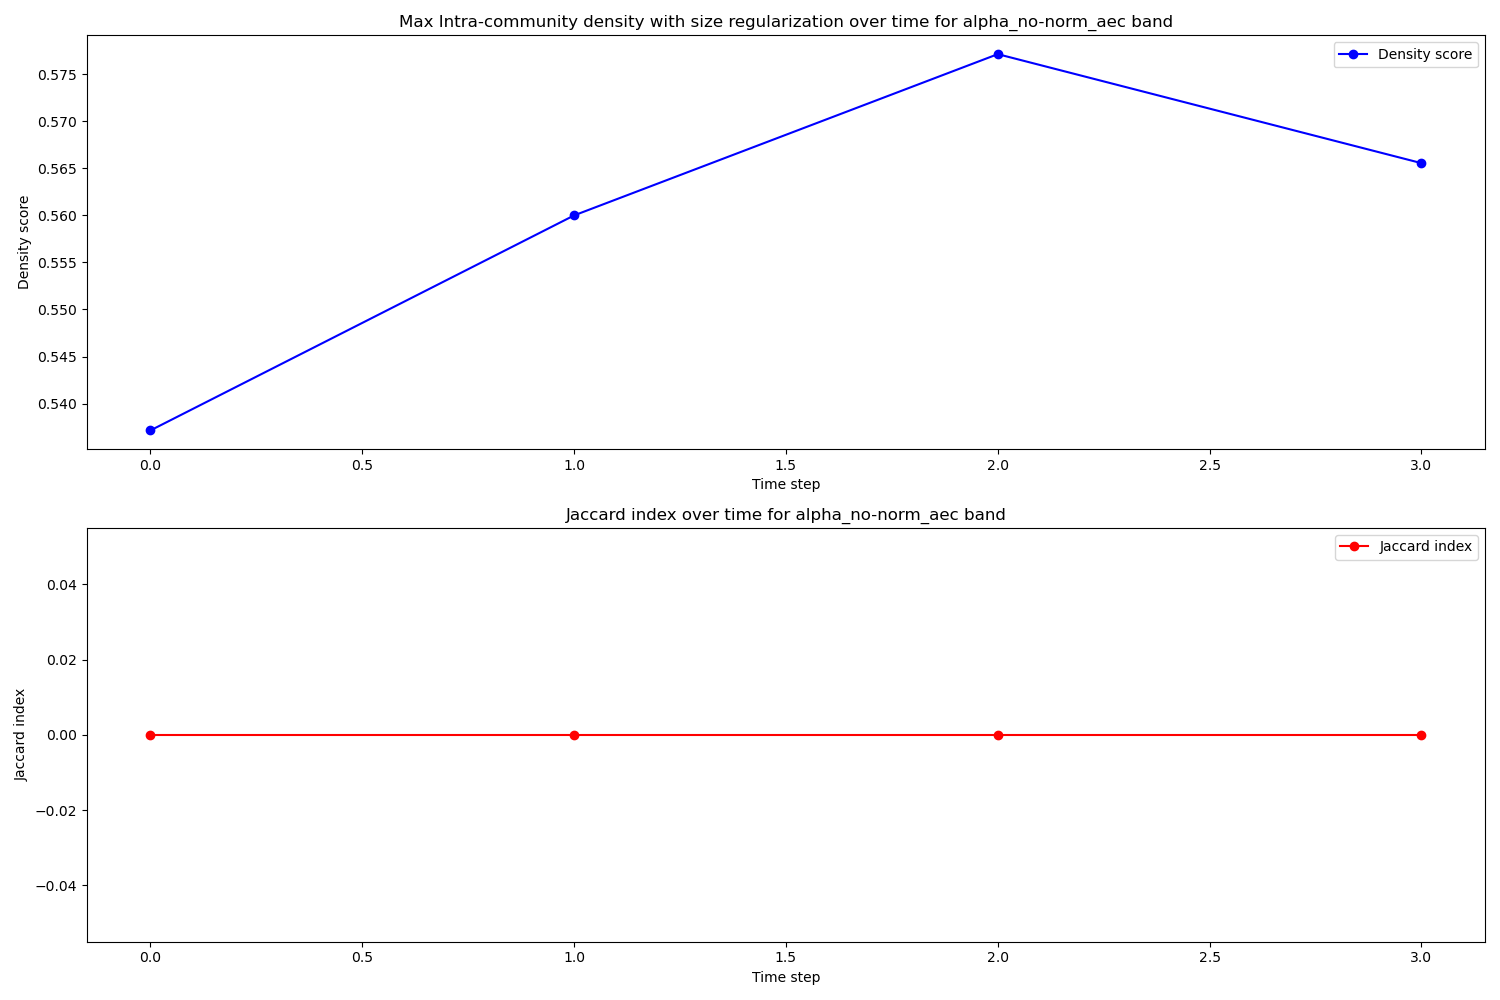 Max Intra-community density with size regularization over time for alpha_no-norm_aec band
Density score
0.575
0.570
0.565
0.560
0.555
0.550
0.545
0.540
Density score
0.0 0.5 1.0 1.5 2.0 2.5 3.0
Time step
Jaccard index over time for alpha_no-norm_aec band
Jaccard index
0.04
0.02
0.00
−0.02
−0.04
Jaccard index
0.0 0.5 1.0 1.5 2.0 2.5 3.0
Time step